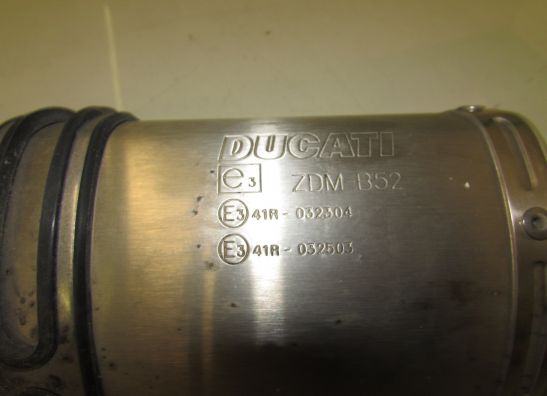 DUCATI
e3 ZDM-B52
E3 41R-032304
E3 41R-032503